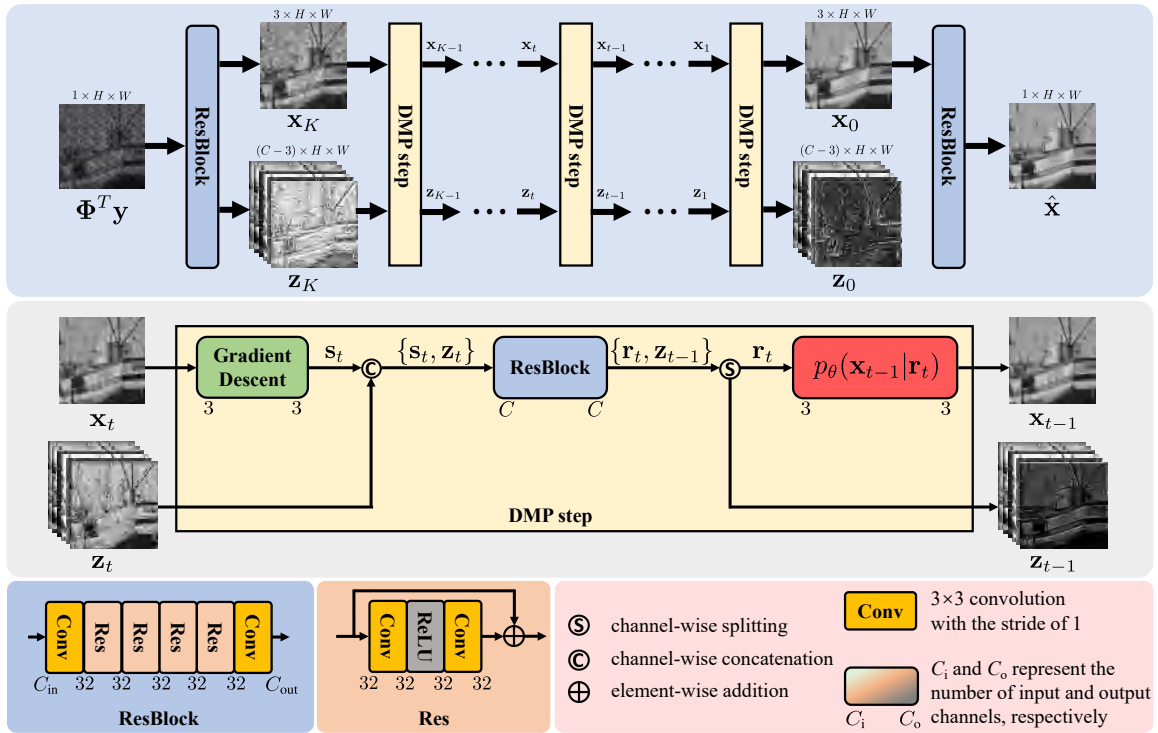 1 × H × W
Φ^T y
ResBlock
3 × H × W
x_K
(C − 3) × H × W
z_K
DMP step
x_{K−1}
z_{K−1}
x_t
z_t
DMP step
x_{t−1}
z_{t−1}
x_1
z_1
DMP step
3 × H × W
x_0
(C − 3) × H × W
z_0
ResBlock
1 × H × W
x̂
x_t
z_t
Gradient
Descent
3 3
s_t
C
{s_t, z_t}
ResBlock
C C
{r_t, z_{t−1}}
S
r_t
p_θ(x_{t−1}|r_t)
3 3
x_{t−1}
z_{t−1}
DMP step
Conv Res Res Res Res Conv
C_in 32 32 32 32 32 C_out
ResBlock
Conv ReLU Conv
32 32 32 32
Res
S channel-wise splitting
C channel-wise concatenation
⊕ element-wise addition
Conv
3×3 convolution
with the stride of 1
C_i C_o
C_i and C_o represent the
number of input and output
channels, respectively